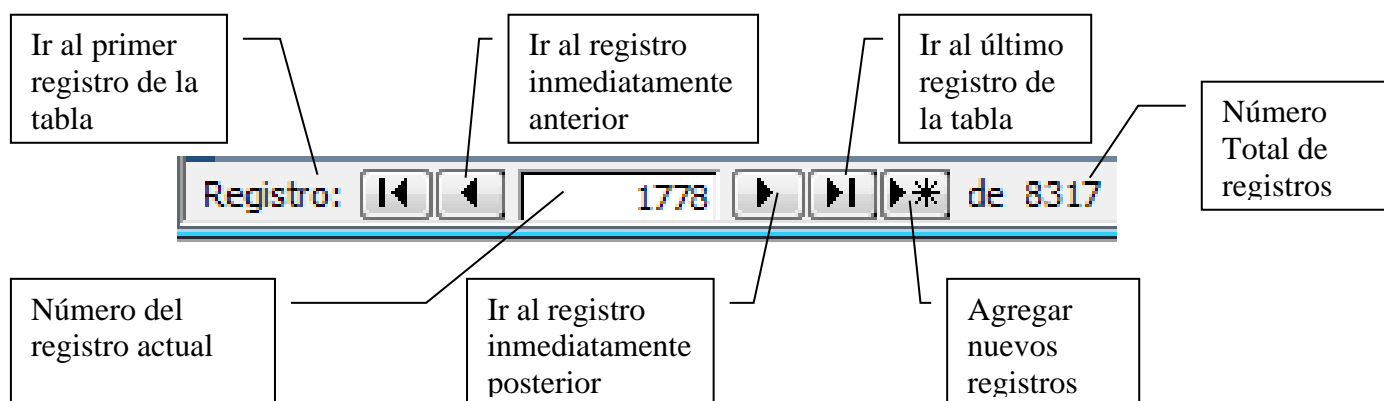 Ir al primer
registro de la
tabla
Ir al registro
inmediatamente
anterior
Ir al último
registro de
la tabla
Número
Total de
registros
Registro: 1778 de 8317
Número del
registro actual
Ir al registro
inmediatamente
posterior
Agregar
nuevos
registros